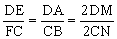 DE/FC = DA/CB = 2DM/2CN